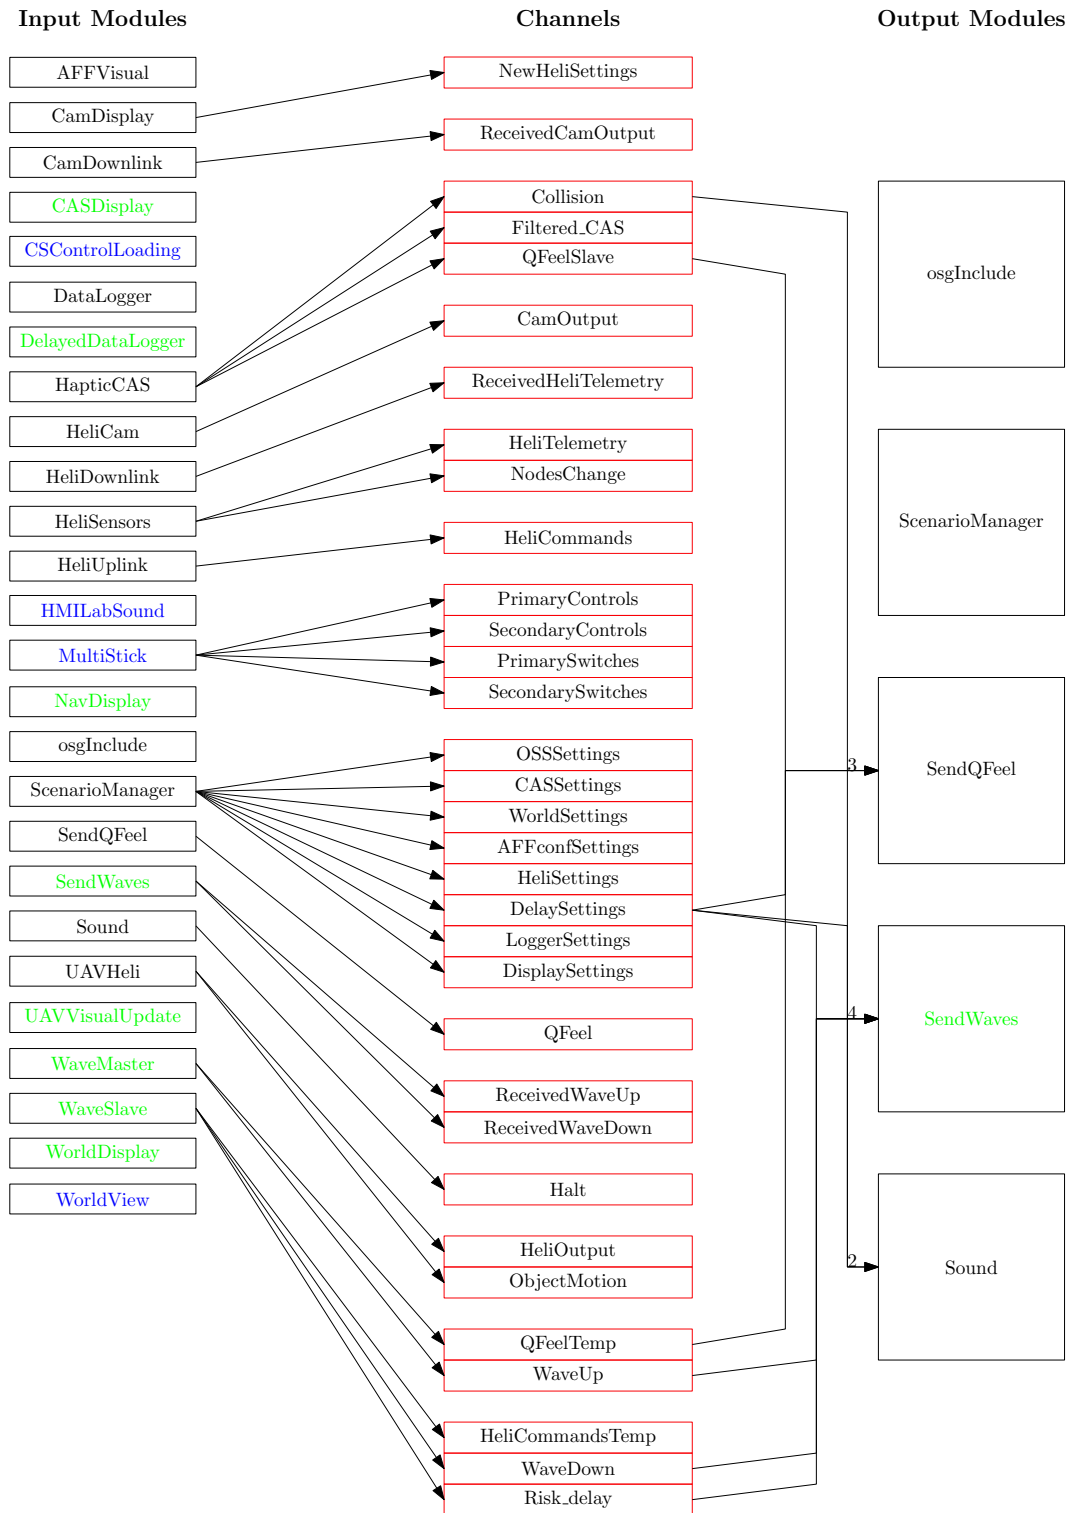 Input Modules
Channels
Output Modules
AFFVisual
CamDisplay
CamDownlink
CASDisplay
CSControlLoading
DataLogger
DelayedDataLogger
HapticCAS
HeliCam
HeliDownlink
HeliSensors
HeliUplink
HMILabSound
MultiStick
NavDisplay
osgInclude
ScenarioManager
SendQFeel
SendWaves
Sound
UAVHeli
UAVVisualUpdate
WaveMaster
WaveSlave
WorldDisplay
WorldView
NewHeliSettings
ReceivedCamOutput
Collision
Filtered_CAS
QFeelSlave
CamOutput
ReceivedHeliTelemetry
HeliTelemetry
NodesChange
HeliCommands
PrimaryControls
SecondaryControls
PrimarySwitches
SecondarySwitches
OSSSettings
CASSettings
WorldSettings
AFFconfSettings
HeliSettings
DelaySettings
LoggerSettings
DisplaySettings
QFeel
ReceivedWaveUp
ReceivedWaveDown
Halt
HeliOutput
ObjectMotion
QFeelTemp
WaveUp
HeliCommandsTemp
WaveDown
Risk_delay
osgInclude
ScenarioManager
3
SendQFeel
4
SendWaves
2
Sound